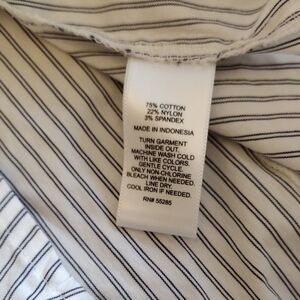 75% COTTON
22% NYLON
3% SPANDEX
MADE IN INDONESIA
TURN GARMENT
INSIDE OUT.
MACHINE WASH COLD
WITH LIKE COLORS.
GENTLE CYCLE.
ONLY NON-CHLORINE
BLEACH WHEN NEEDED.
LINE DRY.
COOL IRON IF NEEDED.
RN# 55285